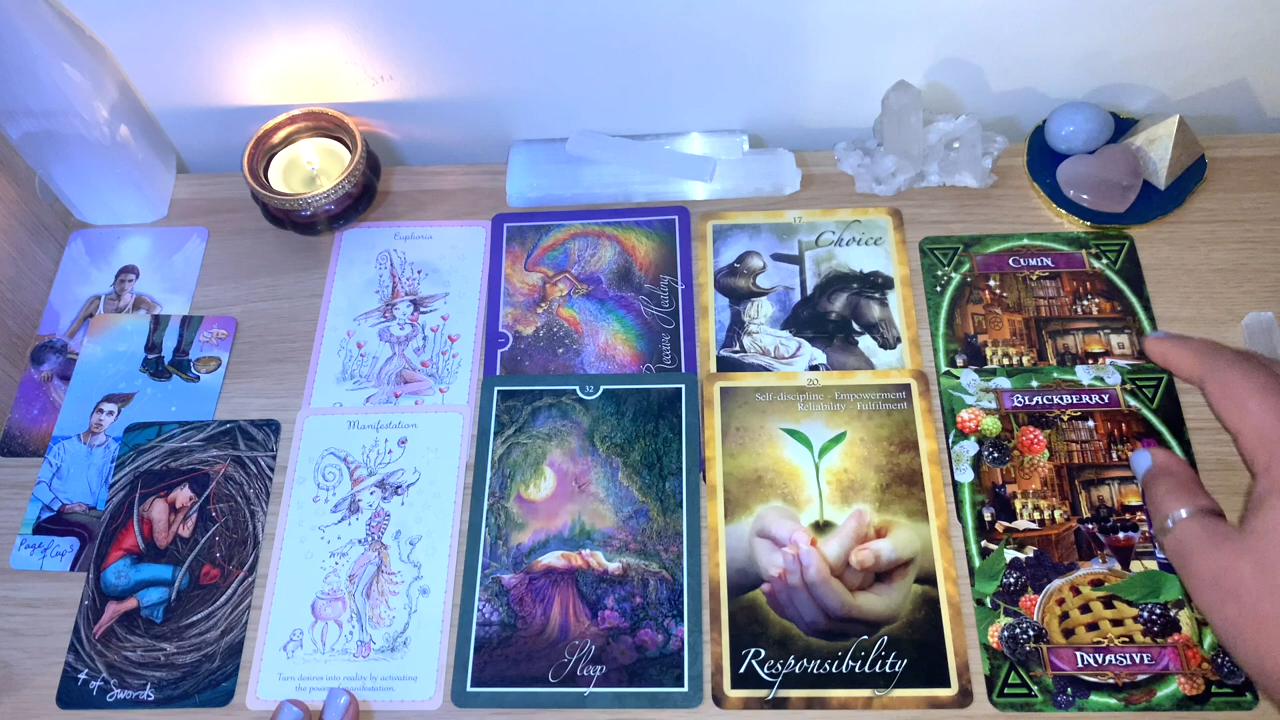 Page of Cups
4 of Swords
Euphoria
Manifestation
Turn desires into reality by activating
the power manifestation.
1
Receive Healing
32
Sleep
17.
Choice
20.
Self-discipline - Empowerment
Reliability - Fulfilment
Responsibility
CUMIN
BLACKBERRY
INVASIVE